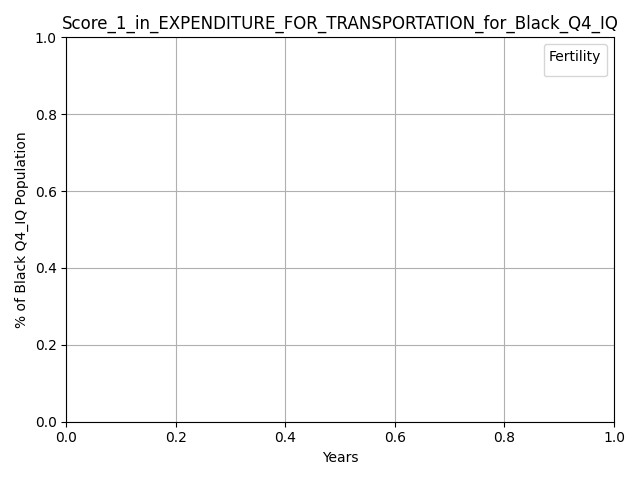 Score_1_in_EXPENDITURE_FOR_TRANSPORTATION_for_Black_Q4_IQ
Fertility
% of Black Q4_IQ Population
1.0
0.8
0.6
0.4
0.2
0.0
0.0 0.2 0.4 0.6 0.8 1.0
Years